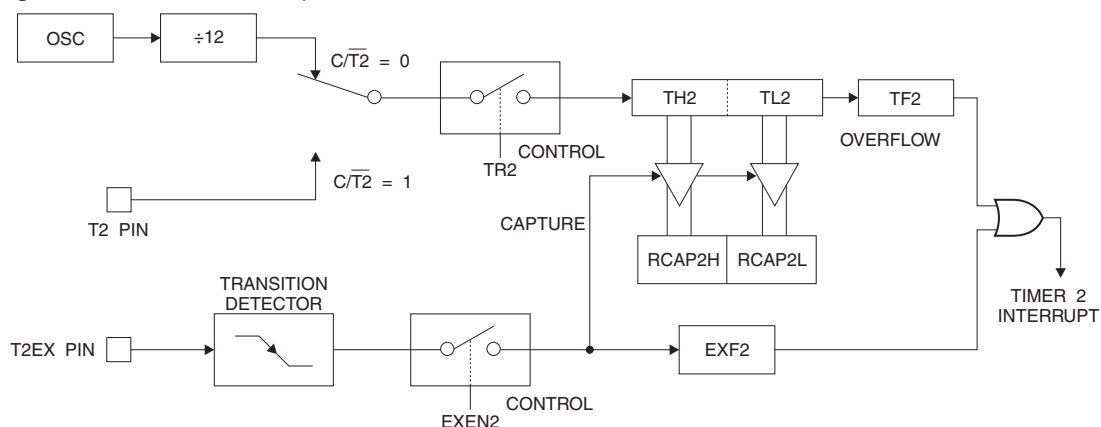 OSC
÷12
C/T2̅ = 0
TH2
TL2
TF2
OVERFLOW
CONTROL
TR2
C/T2̅ = 1
T2 PIN
CAPTURE
RCAP2H
RCAP2L
TRANSITION
DETECTOR
TIMER 2
INTERRUPT
T2EX PIN
EXF2
CONTROL
EXEN2